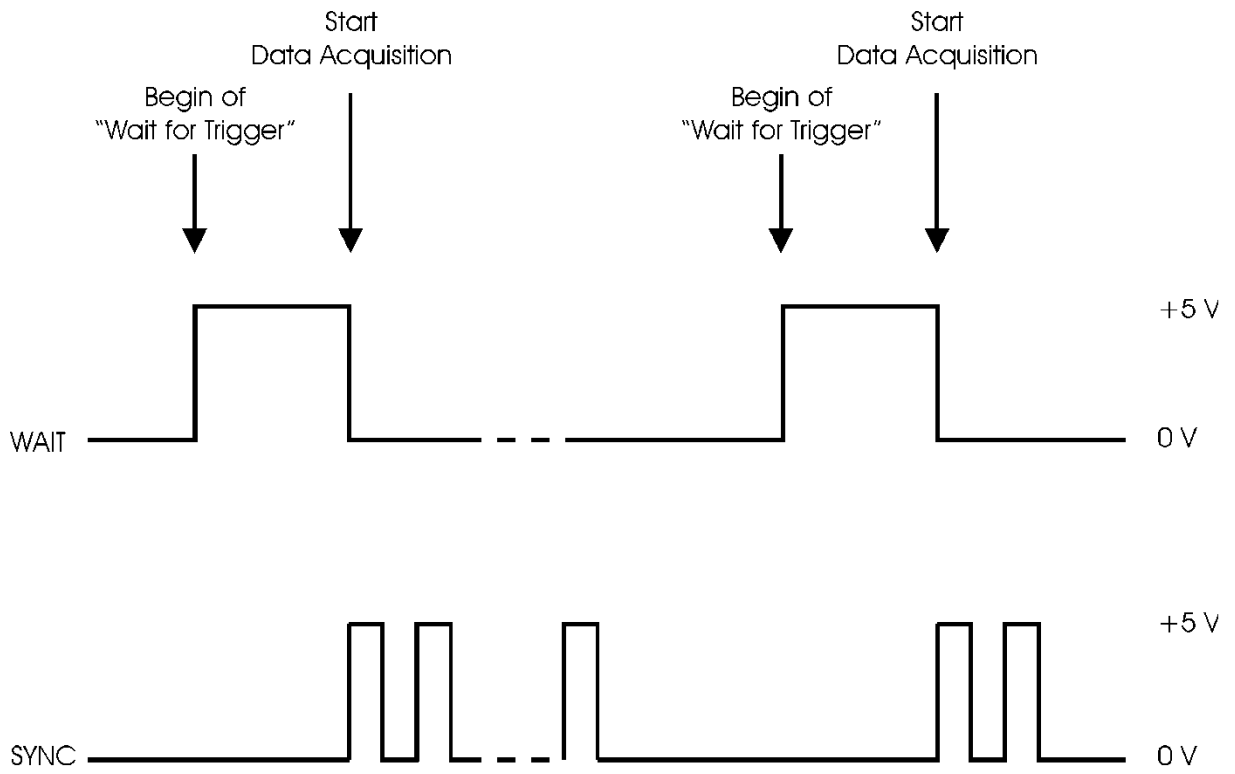 Start
Data Acquisition
Begin of
"Wait for Trigger"
Start
Data Acquisition
Begin of
"Wait for Trigger"
+5 V
WAIT
0 V
+5 V
SYNC
0 V